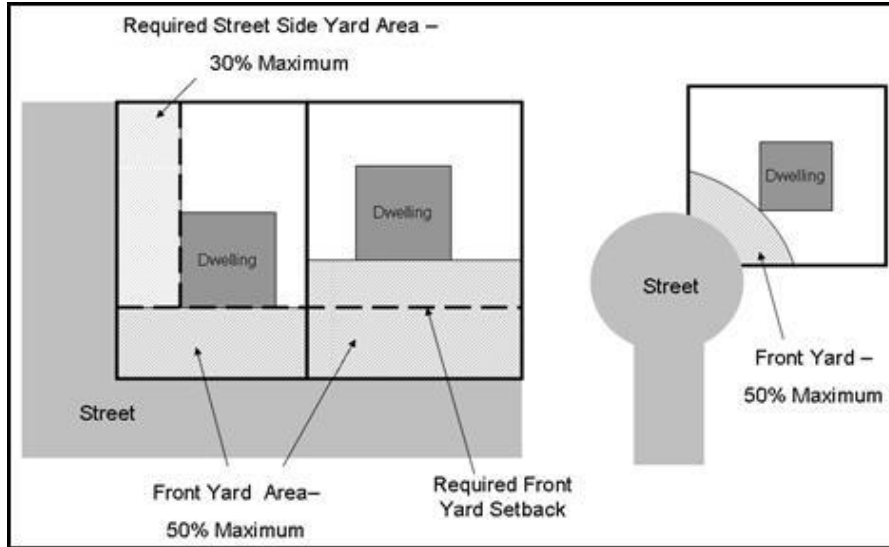 Required Street Side Yard Area –
30% Maximum
Dwelling
Dwelling
Street
Front Yard Area–
50% Maximum
Required Front
Yard Setback
Dwelling
Street
Front Yard –
50% Maximum